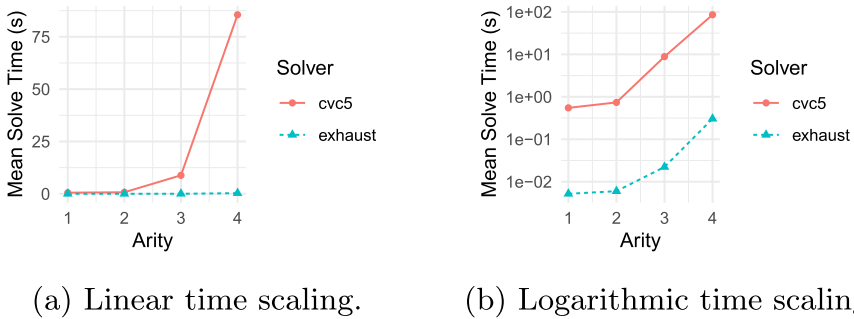 Mean Solve Time (s)
75
50
25
0
1 2 3 4
Arity
Solver
cvc5
exhaust
(a) Linear time scaling.
Mean Solve Time (s)
1e+02
1e+01
1e+00
1e−01
1e−02
1 2 3 4
Arity
Solver
cvc5
exhaust
(b) Logarithmic time scalin